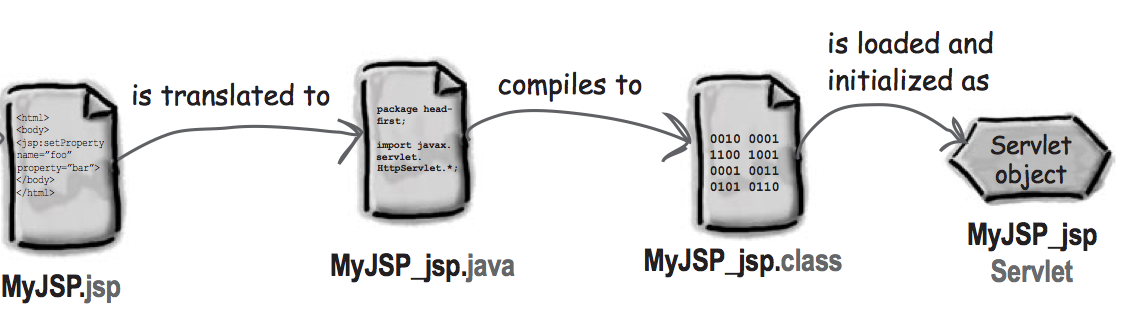 <html>
<body>
<jsp:setProperty
name="foo"
property="bar">
</body>
</html>
MyJSP.jsp
is translated to
package head-
first;
import javax.
servlet.
HttpServlet.*;
MyJSP_jsp.java
compiles to
0010 0001
1100 1001
0001 0011
0101 0110
MyJSP_jsp.class
is loaded and
initialized as
Servlet
object
MyJSP_jsp
Servlet